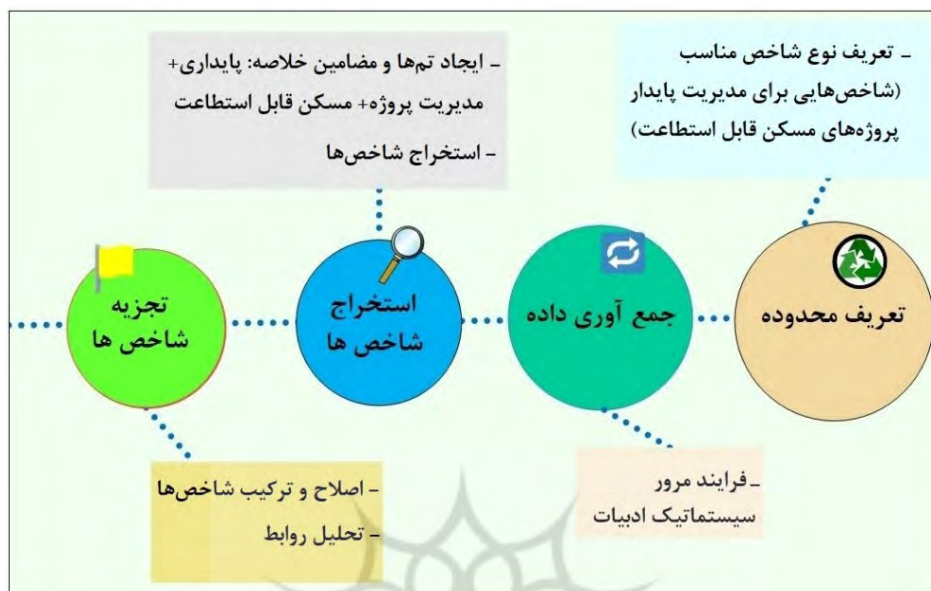 - تعریف نوع شاخص مناسب
(شاخص‌هایی برای مدیریت پایدار
پروژه‌های مسکن قابل استطاعت)
تعریف محدوده
جمع آوری داده
- فرایند مرور
سیستماتیک ادبیات
- ایجاد تم‌ها و مضامین خلاصه: پایداری+
مدیریت پروژه+ مسکن قابل استطاعت
- استخراج شاخص‌ها
استخراج
شاخص ها
تجزیه
شاخص ها
- اصلاح و ترکیب شاخص‌ها
- تحلیل روابط